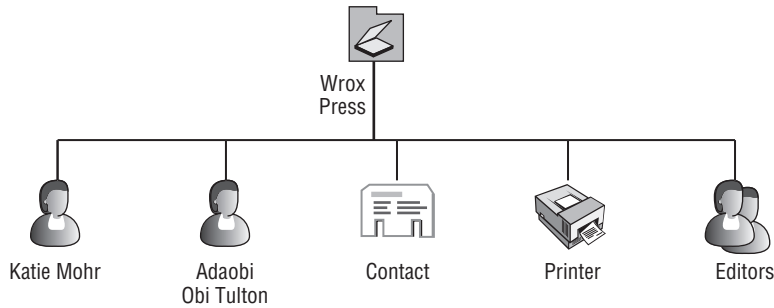 Wrox
Press
Katie Mohr
Adaobi
Obi Tulton
Contact
Printer
Editors